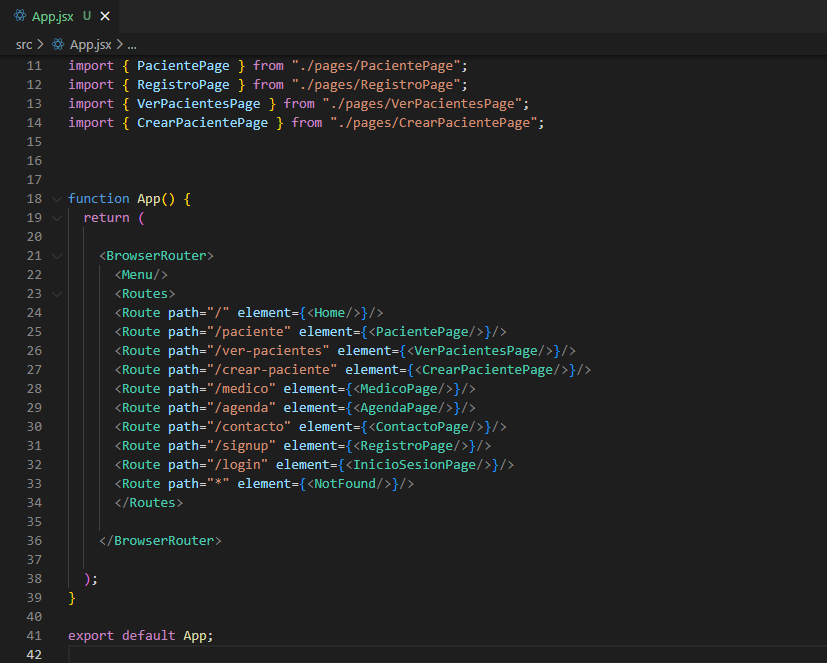 App.jsx U ×
src > App.jsx > ...
11 import { PacientePage } from "./pages/PacientePage";
12 import { RegistroPage } from "./pages/RegistroPage";
13 import { VerPacientesPage } from "./pages/VerPacientesPage";
14 import { CrearPacientePage } from "./pages/CrearPacientePage";
15
16
17
18 function App() {
19 return (
20
21 <BrowserRouter>
22 <Menu/>
23 <Routes>
24 <Route path="/" element={<Home/>}/>
25 <Route path="/paciente" element={<PacientePage/>}/>
26 <Route path="/ver-pacientes" element={<VerPacientesPage/>}/>
27 <Route path="/crear-paciente" element={<CrearPacientePage/>}/>
28 <Route path="/medico" element={<MedicoPage/>}/>
29 <Route path="/agenda" element={<AgendaPage/>}/>
30 <Route path="/contacto" element={<ContactoPage/>}/>
31 <Route path="/signup" element={<RegistroPage/>}/>
32 <Route path="/login" element={<InicioSesionPage/>}/>
33 <Route path="*" element={<NotFound/>}/>
34 </Routes>
35
36 </BrowserRouter>
37
38 );
39 }
40
41 export default App;
42